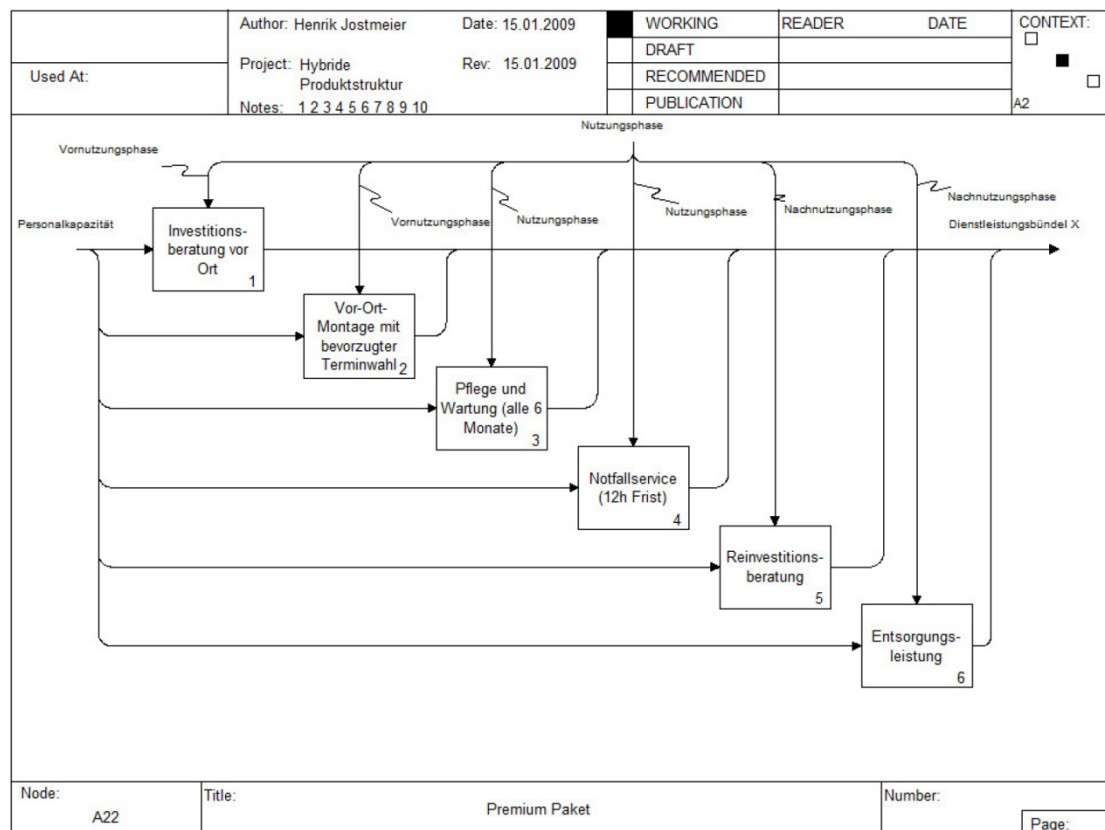 Used At:
Author: Henrik Jostmeier
Date: 15.01.2009
Project: Hybride
Produktstruktur
Rev: 15.01.2009
Notes: 1 2 3 4 5 6 7 8 9 10
WORKING
DRAFT
RECOMMENDED
PUBLICATION
READER
DATE
CONTEXT:
A2
Nutzungsphase
Vornutzungsphase
Vornutzungsphase
Nutzungsphase
Nutzungsphase
Nachnutzungsphase
Nachnutzungsphase
Personalkapazität
Dienstleistungsbündel X
Investitions-
beratung vor
Ort
1
Vor-Ort-
Montage mit
bevorzugter
Terminwahl
2
Pflege und
Wartung (alle 6
Monate)
3
Notfallservice
(12h Frist)
4
Reinvestitions-
beratung
5
Entsorgungs-
leistung
6
Node:
A22
Title:
Premium Paket
Number:
Page: